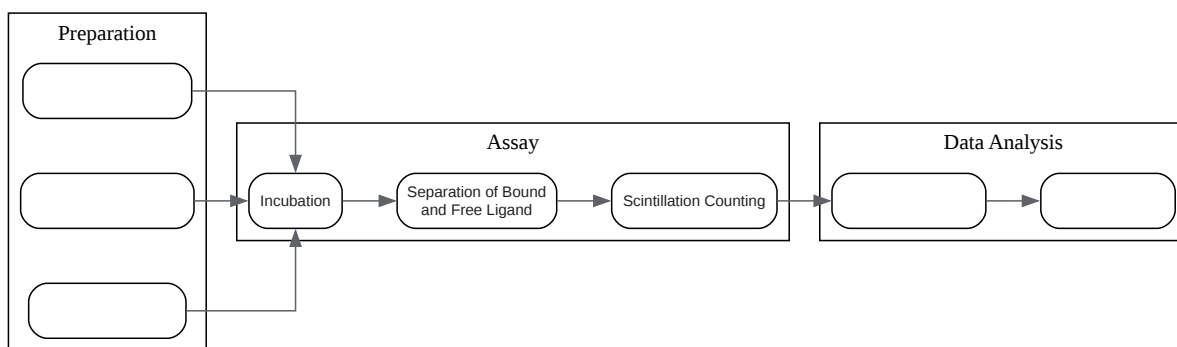 Preparation
Assay
Data Analysis
Incubation
Separation of Bound
and Free Ligand
Scintillation Counting